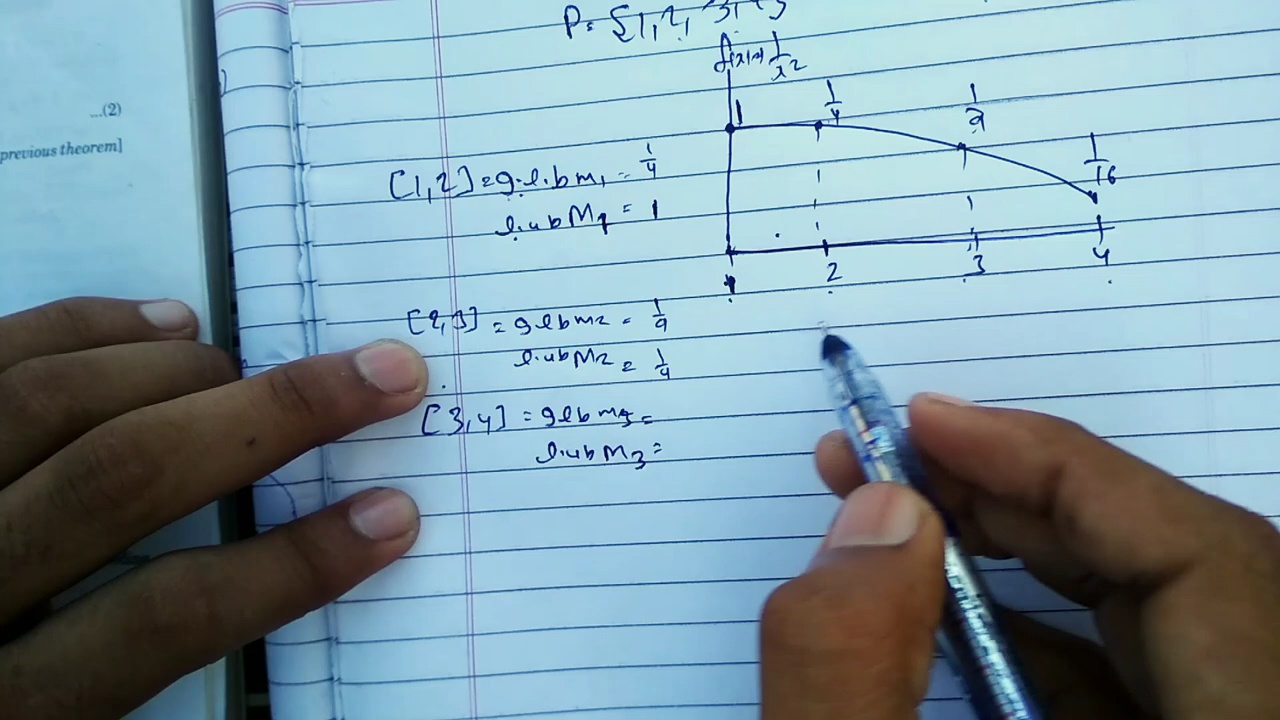 ...(2)
previous theorem]
P = {1, 2, 3, 4}
f(x) = 1/x²
1
1/4
1/9
1/16
[1,2] = g.l.b m₁ = 1/4
l.u.b M₁ = 1
1 2 3 4
[2,3] = glb m₂ = 1/9
l.u.b M₂ = 1/4
[3,4] = glb m₃ =
l.u.b M₃ =